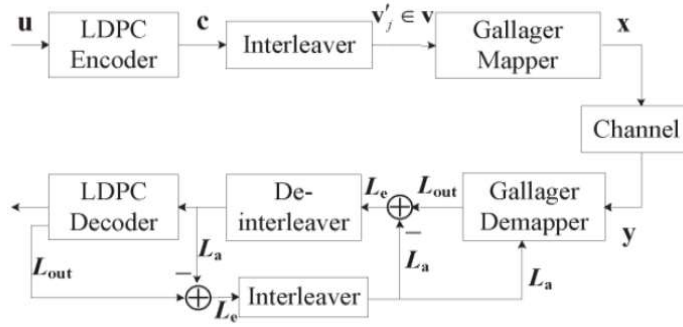 u
LDPC
Encoder
c
Interleaver
v′j ∈ v
Gallager
Mapper
x
Channel
y
Gallager
Demapper
Lout
Le
La
La
De-
interleaver
LDPC
Decoder
La
Lout
Le
Interleaver
−
−